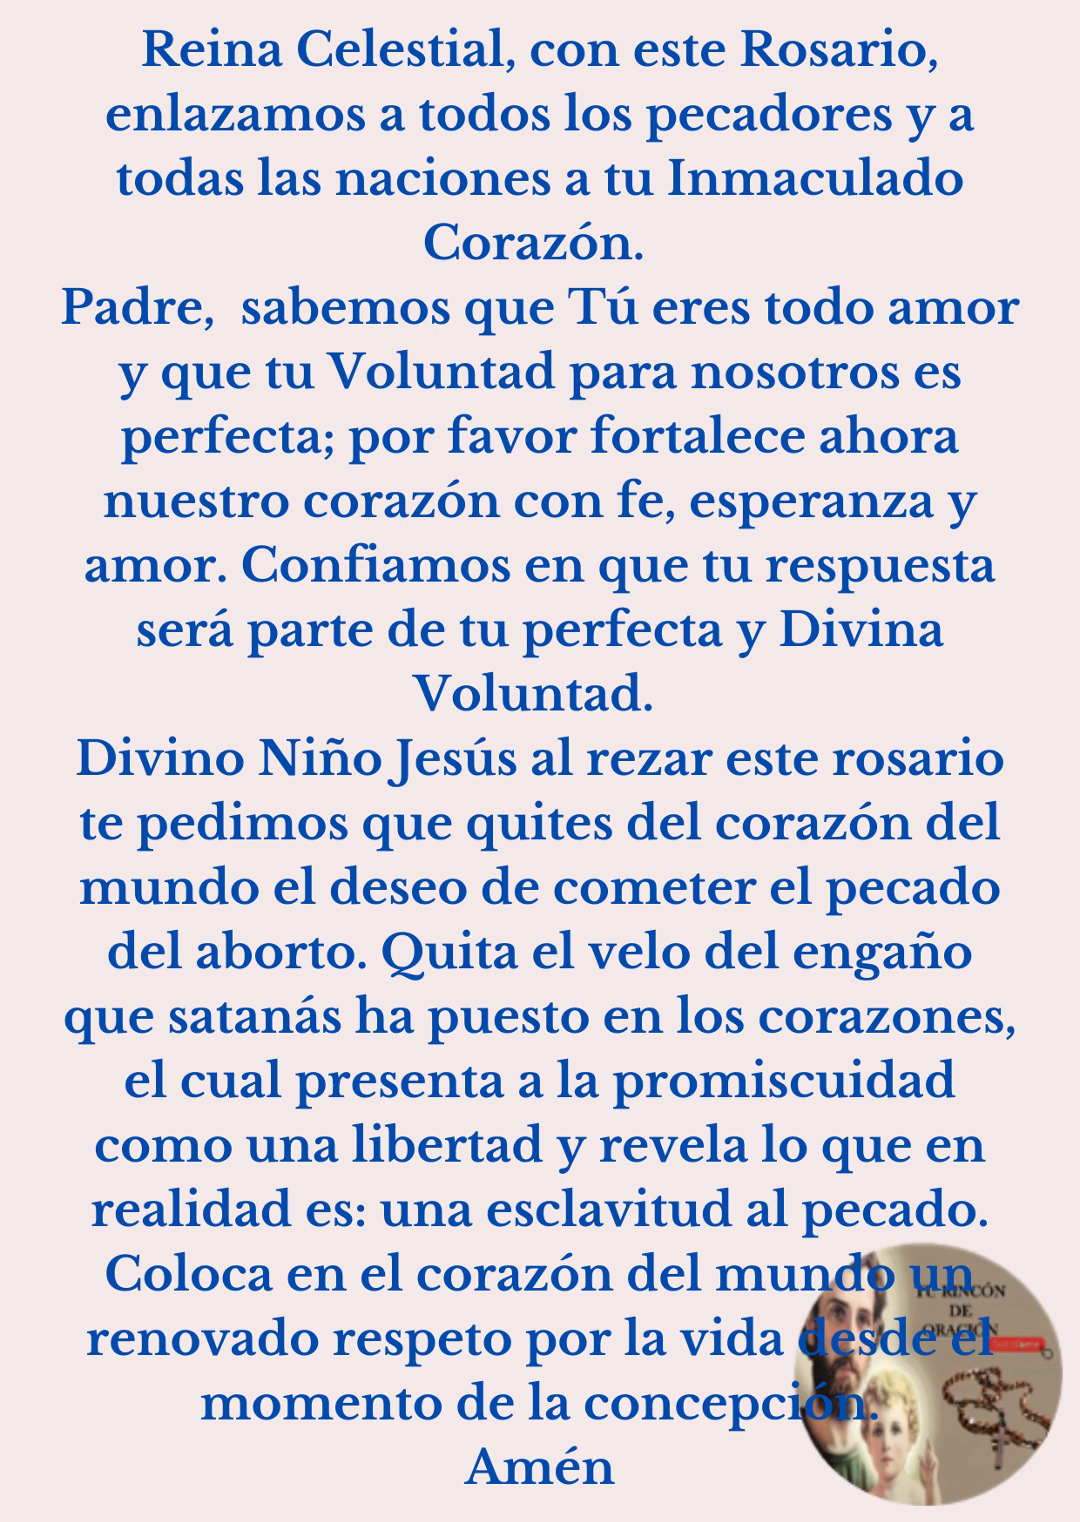 Reina Celestial, con este Rosario,
enlazamos a todos los pecadores y a
todas las naciones a tu Inmaculado
Corazón.
Padre,  sabemos que Tú eres todo amor
y que tu Voluntad para nosotros es
perfecta; por favor fortalece ahora
nuestro corazón con fe, esperanza y
amor. Confiamos en que tu respuesta
será parte de tu perfecta y Divina
Voluntad.
Divino Niño Jesús al rezar este rosario
te pedimos que quites del corazón del
mundo el deseo de cometer el pecado
del aborto. Quita el velo del engaño
que satanás ha puesto en los corazones,
el cual presenta a la promiscuidad
como una libertad y revela lo que en
realidad es: una esclavitud al pecado.
Coloca en el corazón del mundo un
renovado respeto por la vida desde el
momento de la concepción.
Amén
TU RINCÓN
DE
ORACIÓN